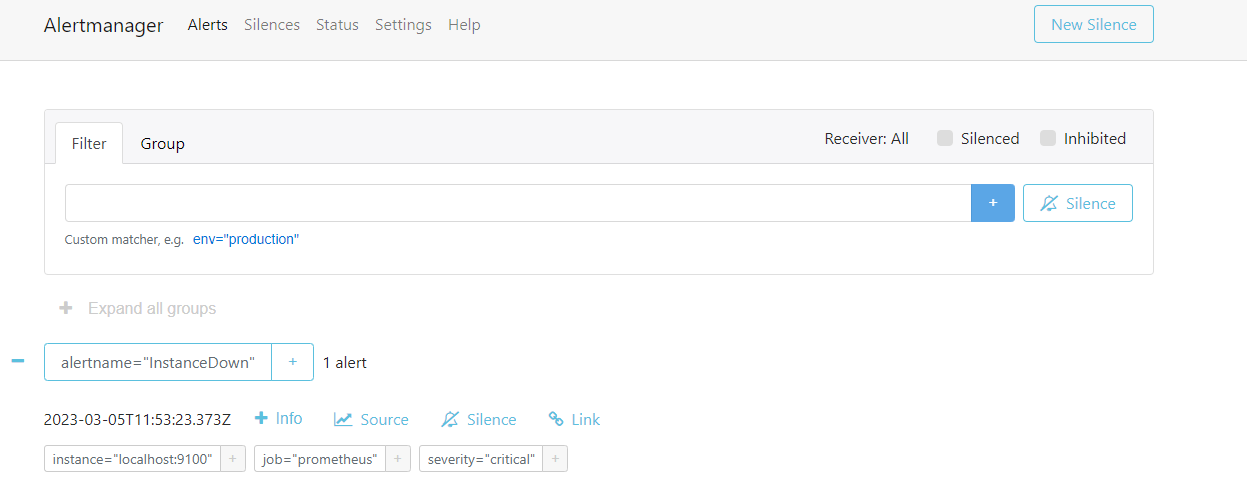 Alertmanager Alerts Silences Status Settings Help New Silence
Filter Group Receiver: All Silenced Inhibited
+ Silence
Custom matcher, e.g. env="production"
+ Expand all groups
alertname="InstanceDown" + 1 alert
2023-03-05T11:53:23.373Z + Info Source Silence Link
instance="localhost:9100" + job="prometheus" + severity="critical" +